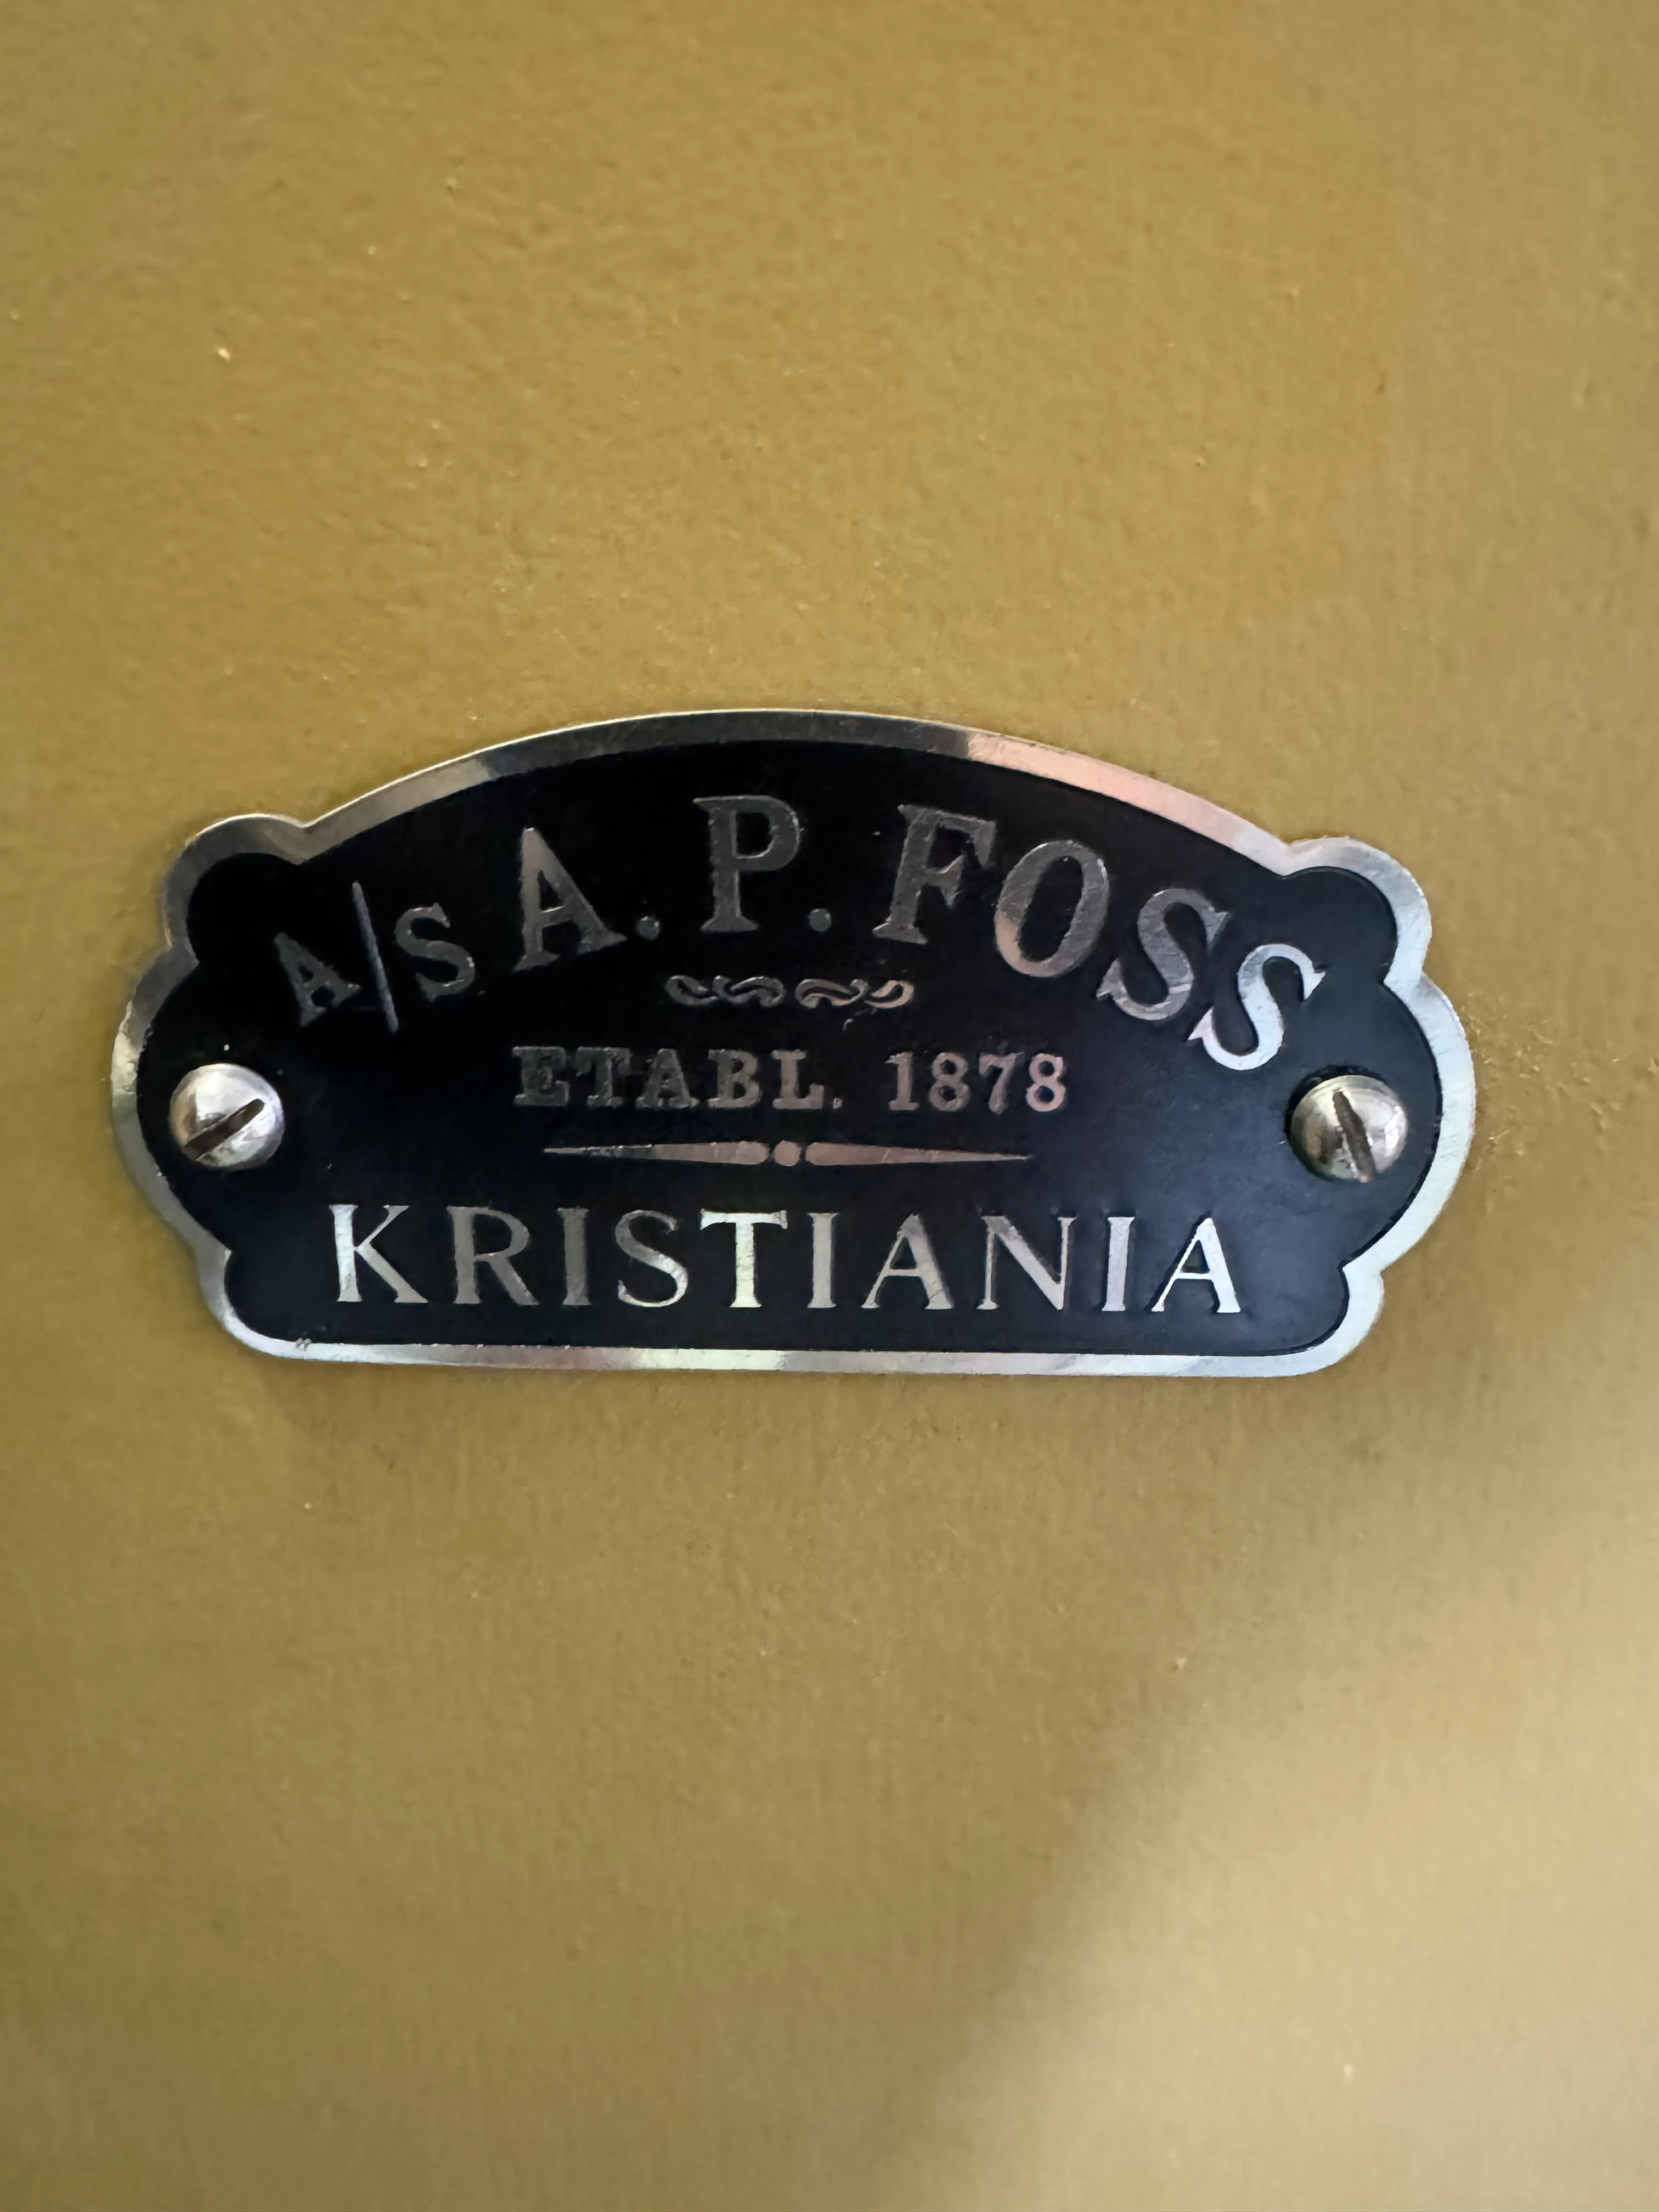 A/S A. P. FOSS
ETABL. 1878
KRISTIANIA